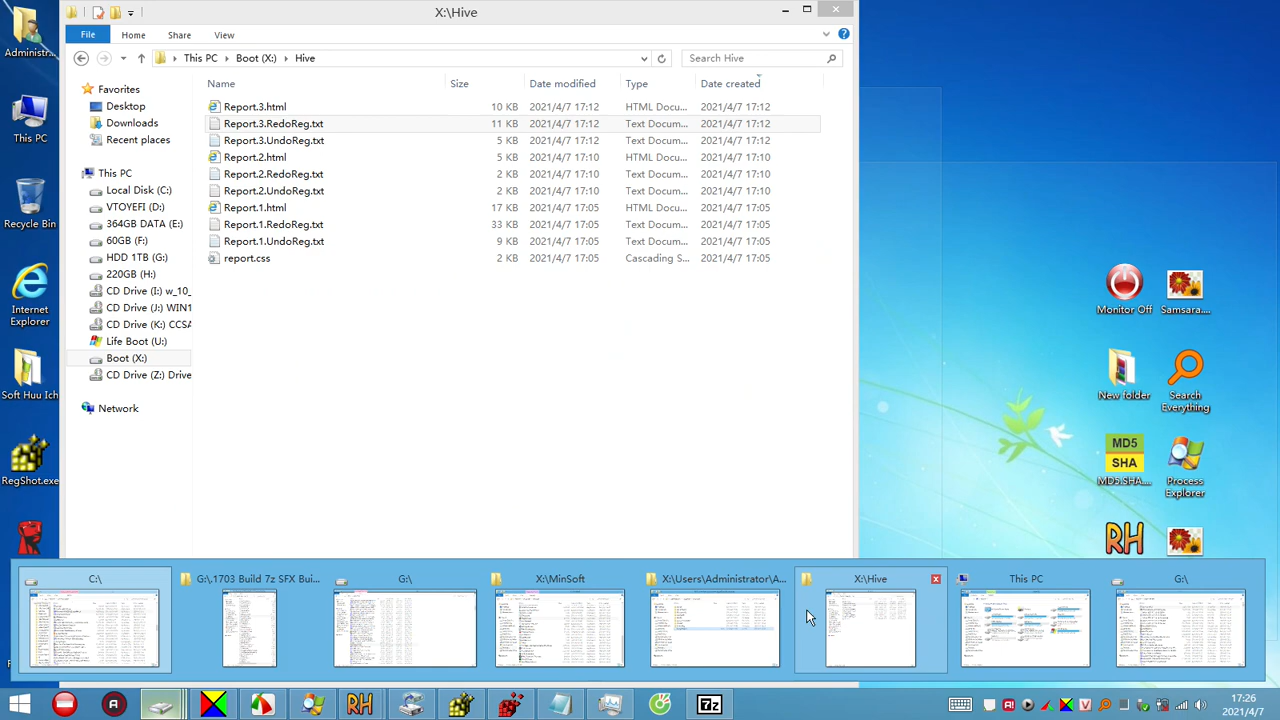 X:\Hive
File Home Share View
This PC Boot (X:) Hive
Search Hive
Name Size Date modified Type Date created
Report.3.html 10 KB 2021/4/7 17:12 HTML Docu... 2021/4/7 17:12
Report.3.RedoReg.txt 11 KB 2021/4/7 17:12 Text Docum... 2021/4/7 17:12
Report.3.UndoReg.txt 5 KB 2021/4/7 17:12 Text Docum... 2021/4/7 17:12
Report.2.html 5 KB 2021/4/7 17:10 HTML Docu... 2021/4/7 17:10
Report.2.RedoReg.txt 2 KB 2021/4/7 17:10 Text Docum... 2021/4/7 17:10
Report.2.UndoReg.txt 2 KB 2021/4/7 17:10 Text Docum... 2021/4/7 17:10
Report.1.html 17 KB 2021/4/7 17:05 HTML Docu... 2021/4/7 17:05
Report.1.RedoReg.txt 33 KB 2021/4/7 17:05 Text Docum... 2021/4/7 17:05
Report.1.UndoReg.txt 9 KB 2021/4/7 17:05 Text Docum... 2021/4/7 17:05
report.css 2 KB 2021/4/7 17:05 Cascading S... 2021/4/7 17:05
Favorites
Desktop
Downloads
Recent places
This PC
Local Disk (C:)
VTOYEFI (D:)
364GB DATA (E:)
60GB (F:)
HDD 1TB (G:)
220GB (H:)
CD Drive (I:) w_10_
CD Drive (J:) WIN1
CD Drive (K:) CCSA
Life Boot (U:)
Boot (X:)
CD Drive (Z:) Drive
Network
Administr...
This PC
Recycle Bin
Internet
Explorer
Soft Huu Ich
RegShot.exe
Monitor Off
Samsara....
New folder
Search
Everything
MD5
SHA
MD5.SHA....
Process
Explorer
RH
C:\
G:\.1703 Build 7z SFX Bui...
G:\
X:\MinSoft
X:\Users\Administrator\A...
X:\Hive
This PC
G:\
RH
7z
17:26
2021/4/7